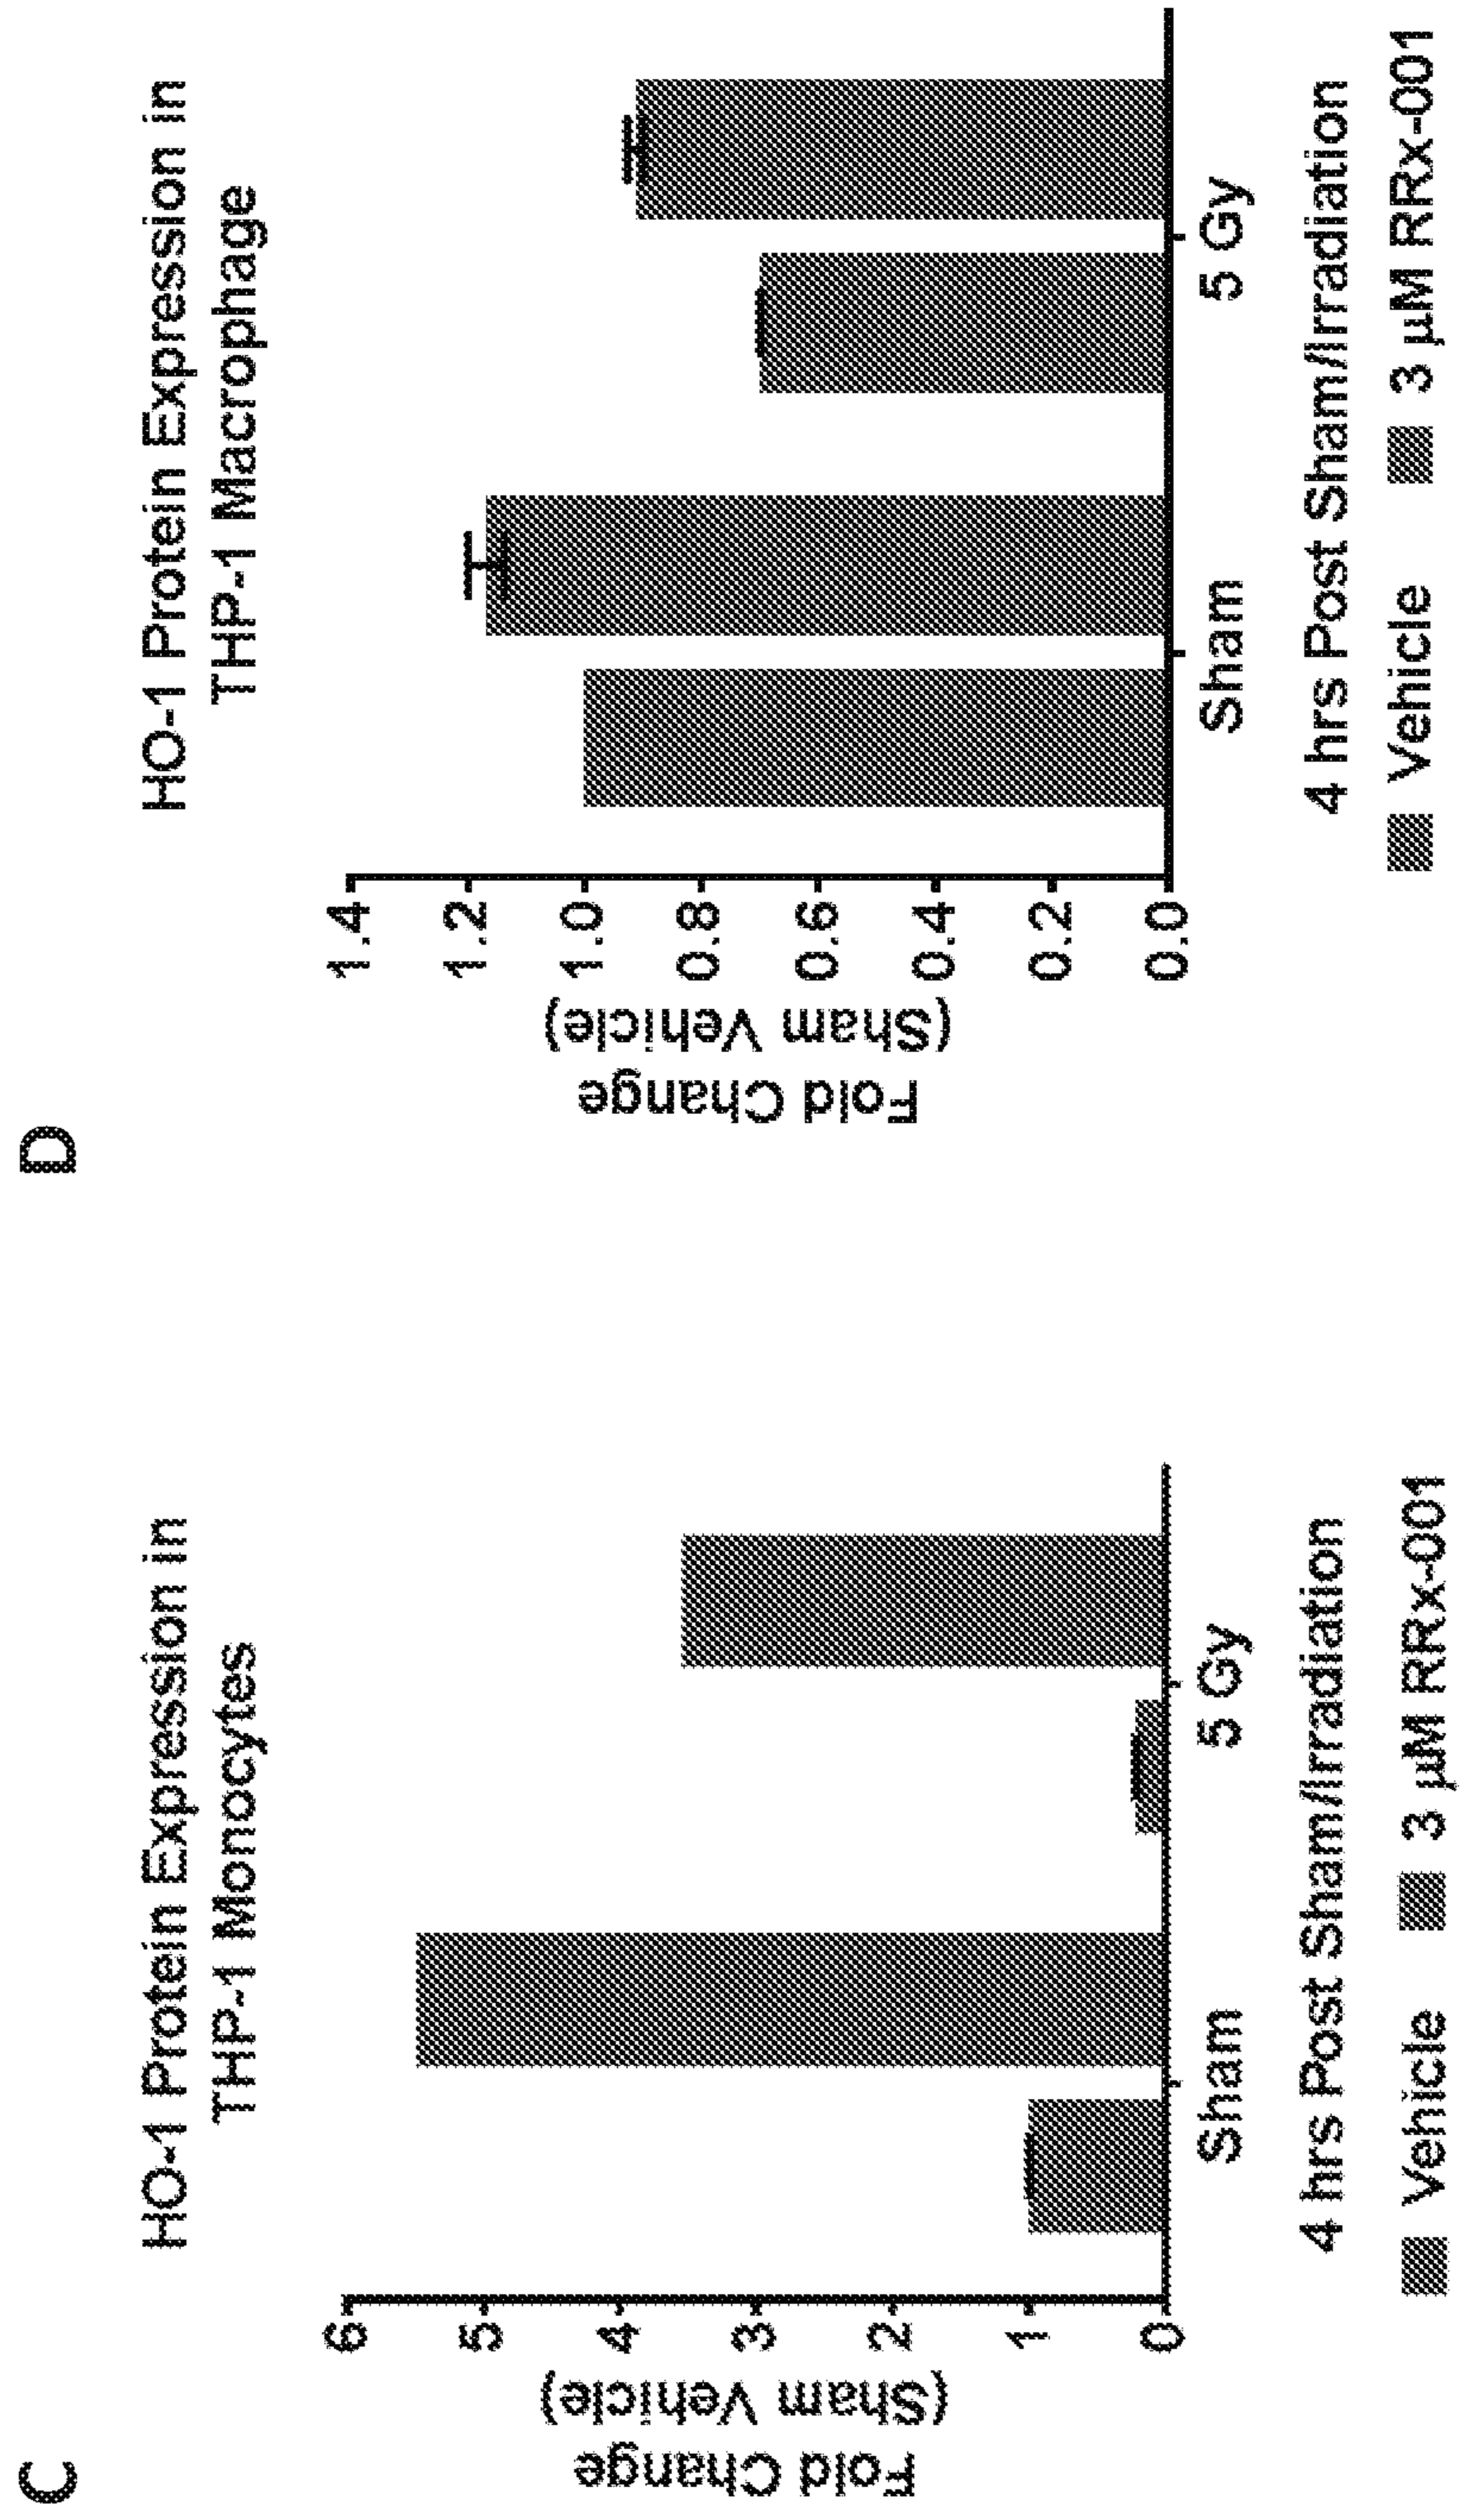 C
HO-1 Protein Expression in
THP-1 Monocytes
Fold Change
(Sham Vehicle)
6
5
4
3
2
1
0
Sham
5 Gy
4 hrs Post Sham/Irradiation
Vehicle
3 µM RRx-001
D
HO-1 Protein Expression in
THP-1 Macrophage
Fold Change
(Sham Vehicle)
1.4
1.2
1.0
0.8
0.6
0.4
0.2
0.0
Sham
5 Gy
4 hrs Post Sham/Irradiation
Vehicle
3 µM RRx-001